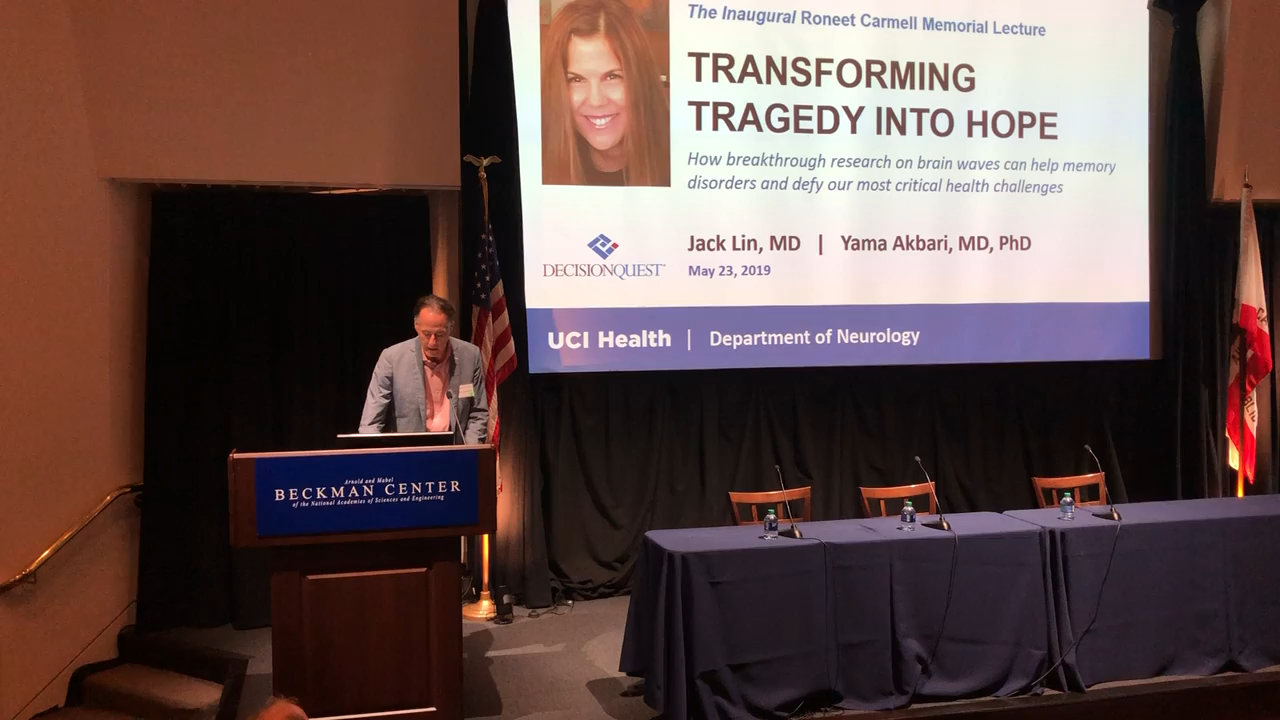 The Inaugural Roneet Carmell Memorial Lecture
TRANSFORMING
TRAGEDY INTO HOPE
How breakthrough research on brain waves can help memory
disorders and defy our most critical health challenges
Jack Lin, MD | Yama Akbari, MD, PhD
May 23, 2019
DECISIONQUEST
UCI Health | Department of Neurology
Arnold and Mabel
BECKMAN CENTER
of the National Academies of Sciences and Engineering